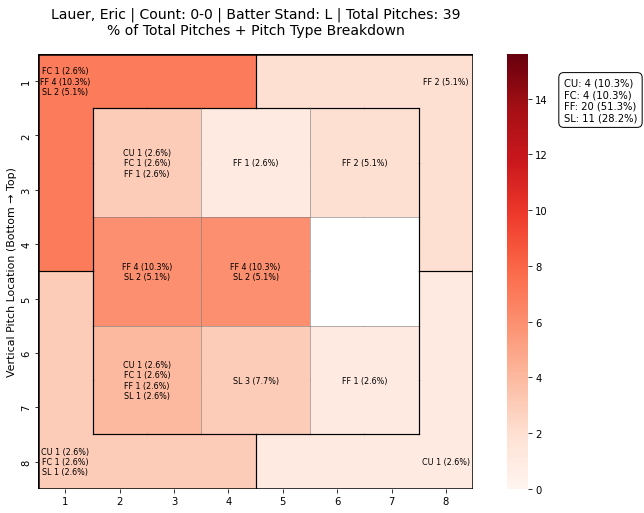 Lauer, Eric | Count: 0-0 | Batter Stand: L | Total Pitches: 39
% of Total Pitches + Pitch Type Breakdown
FC 1 (2.6%)
FF 4 (10.3%)
SL 2 (5.1%)
FF 2 (5.1%)
CU 1 (2.6%)
FC 1 (2.6%)
FF 1 (2.6%)
FF 1 (2.6%)
FF 2 (5.1%)
FF 4 (10.3%)
SL 2 (5.1%)
FF 4 (10.3%)
SL 2 (5.1%)
CU 1 (2.6%)
FC 1 (2.6%)
FF 1 (2.6%)
SL 1 (2.6%)
SL 3 (7.7%)
FF 1 (2.6%)
CU 1 (2.6%)
FC 1 (2.6%)
SL 1 (2.6%)
CU 1 (2.6%)
Vertical Pitch Location (Bottom → Top)
1
2
3
4
5
6
7
8
1 2 3 4 5 6 7 8
14
12
10
8
6
4
2
0
CU: 4 (10.3%)
FC: 4 (10.3%)
FF: 20 (51.3%)
SL: 11 (28.2%)